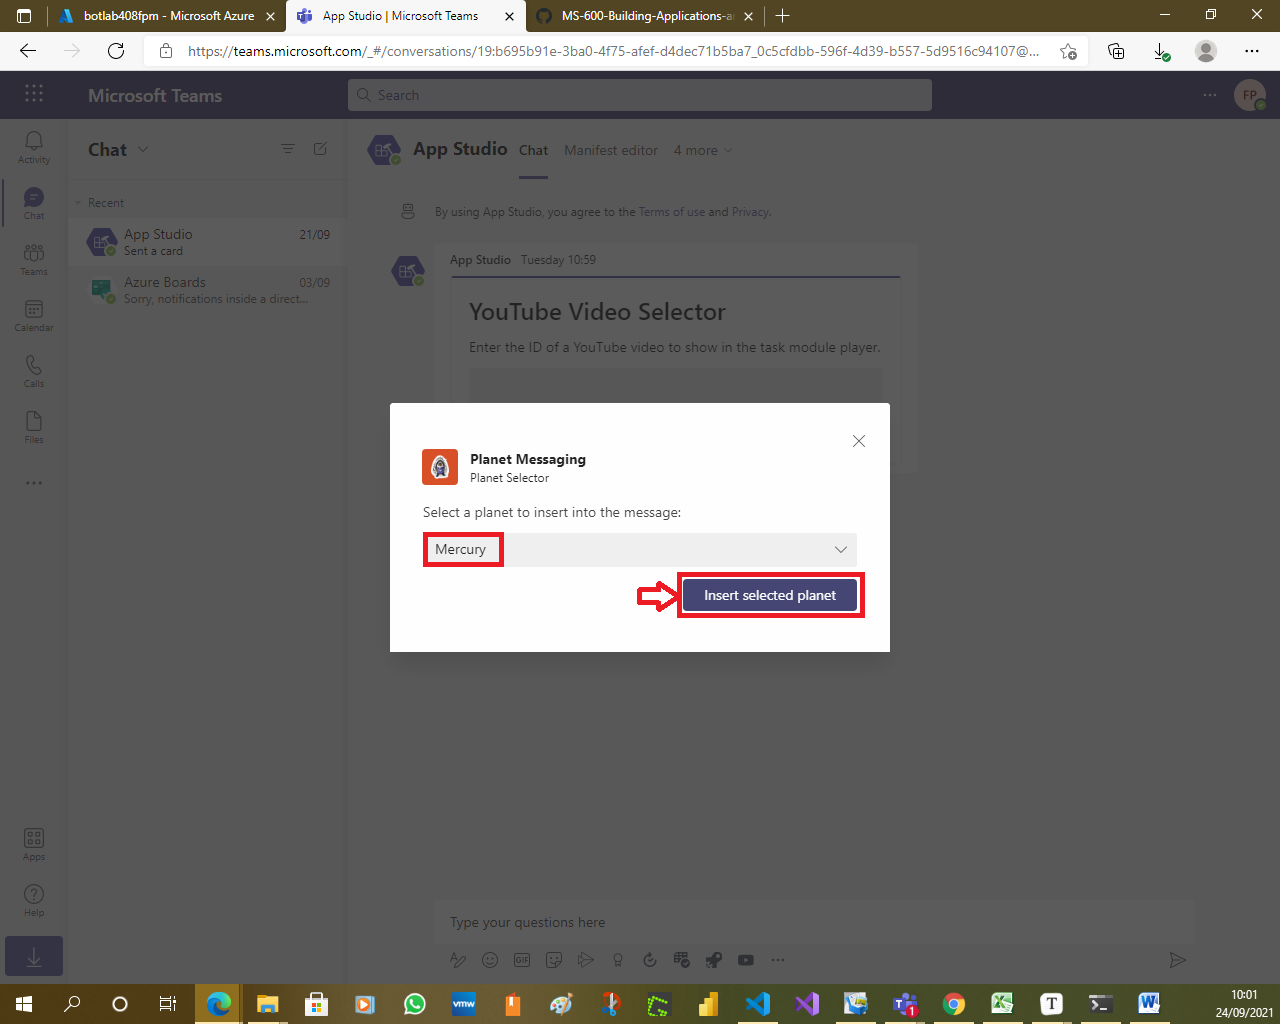 botlab408fpm - Microsoft Azure
App Studio | Microsoft Teams
MS-600-Building-Applications-a
https://teams.microsoft.com/_#/conversations/19:b695b91e-3ba0-4f75-afef-d4dec71b5ba7_0c5cfdbb-596f-4d39-b557-5d9516c94107@...
Microsoft Teams
Search
FP
Activity
Chat
Teams
Calendar
Calls
Files
Apps
Help
Chat
Recent
App Studio 21/09
Sent a card
Azure Boards 03/09
Sorry, notifications inside a direct...
App Studio Chat Manifest editor 4 more
By using App Studio, you agree to the Terms of use and Privacy.
App Studio Tuesday 10:59
YouTube Video Selector
Enter the ID of a YouTube video to show in the task module player.
Planet Messaging
Planet Selector
Select a planet to insert into the message:
Mercury
Insert selected planet
Type your questions here
GIF
vmw
T
1
T
W
10:01
24/09/2021